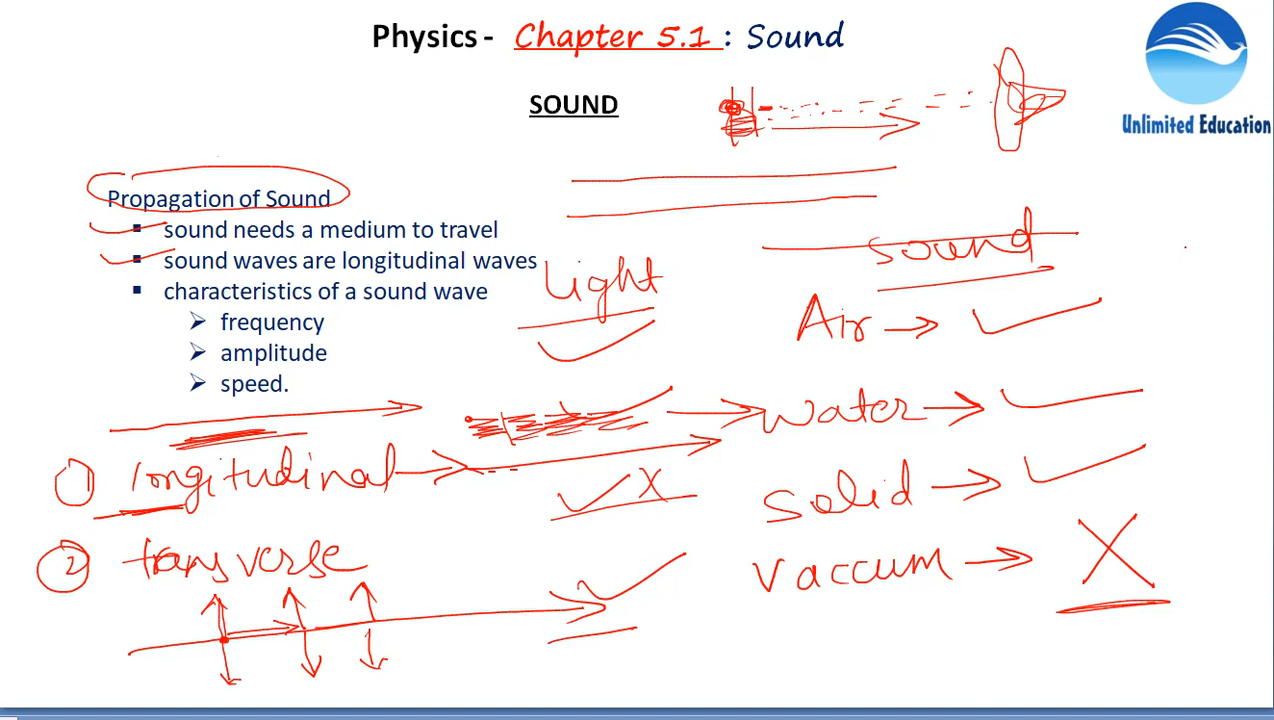 Physics - Chapter 5.1 : Sound
Unlimited Education
SOUND
Propagation of Sound
▪ sound needs a medium to travel
▪ sound waves are longitudinal waves
▪ characteristics of a sound wave
➢ frequency
➢ amplitude
➢ speed.
Light
sound
Air → ✓
water → ✓
solid → ✓
vaccum → X
① longitudinal → ✓ X
② transverse